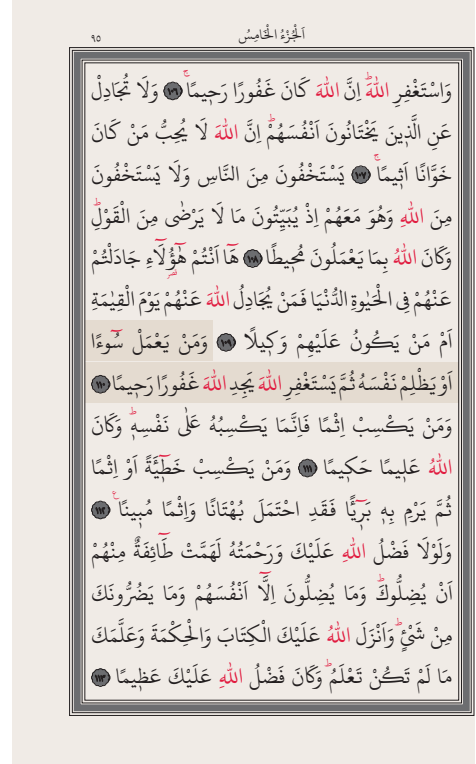 ٩٥ اَلْجُزْءُ الْخَامِسُ
وَاسْتَغْفِرِ اللّٰهَۜ اِنَّ اللّٰهَ كَانَ غَفُورًا رَح۪يمًاۚ ﴿١٠٦﴾ وَلَا تُجَادِلْ
عَنِ الَّذ۪ينَ يَخْتَانُونَ اَنْفُسَهُمْۜ اِنَّ اللّٰهَ لَا يُحِبُّ مَنْ كَانَ
خَوَّانًا اَث۪يمًاۚ ﴿١٠٧﴾ يَسْتَخْفُونَ مِنَ النَّاسِ وَلَا يَسْتَخْفُونَ
مِنَ اللّٰهِ وَهُوَ مَعَهُمْ اِذْ يُبَيِّتُونَ مَا لَا يَرْضٰى مِنَ الْقَوْلِۜ
وَكَانَ اللّٰهُ بِمَا يَعْمَلُونَ مُح۪يطًا ﴿١٠٨﴾ هَٓا اَنْتُمْ هٰٓؤُ۬لَٓاءِ جَادَلْتُمْ
عَنْهُمْ فِي الْحَيٰوةِ الدُّنْيَا فَمَنْ يُجَادِلُ اللّٰهَ عَنْهُمْ يَوْمَ الْقِيٰمَةِ
اَمْ مَنْ يَكُونُ عَلَيْهِمْ وَك۪يلًا ﴿١٠٩﴾ وَمَنْ يَعْمَلْ سُٓوءًا
اَوْ يَظْلِمْ نَفْسَهُ ثُمَّ يَسْتَغْفِرِ اللّٰهَ يَجِدِ اللّٰهَ غَفُورًا رَح۪يمًا ﴿١١٠﴾
وَمَنْ يَكْسِبْ اِثْمًا فَاِنَّمَا يَكْسِبُهُ عَلٰى نَفْسِه۪ۜ وَكَانَ
اللّٰهُ عَل۪يمًا حَك۪يمًا ﴿١١١﴾ وَمَنْ يَكْسِبْ خَط۪ٓيـَٔةً اَوْ اِثْمًا
ثُمَّ يَرْمِ بِه۪ بَر۪ٓيـًٔا فَقَدِ احْتَمَلَ بُهْتَانًا وَاِثْمًا مُب۪ينًا۟ ﴿١١٢﴾
وَلَوْلَا فَضْلُ اللّٰهِ عَلَيْكَ وَرَحْمَتُهُ لَهَمَّتْ طَٓائِفَةٌ مِنْهُمْ
اَنْ يُضِلُّوكَۜ وَمَا يُضِلُّونَ اِلَّٓا اَنْفُسَهُمْ وَمَا يَضُرُّونَكَ
مِنْ شَيْءٍۜ وَاَنْزَلَ اللّٰهُ عَلَيْكَ الْكِتَابَ وَالْحِكْمَةَ وَعَلَّمَكَ
مَا لَمْ تَكُنْ تَعْلَمُۜ وَكَانَ فَضْلُ اللّٰهِ عَلَيْكَ عَظ۪يمًا ﴿١١٣﴾